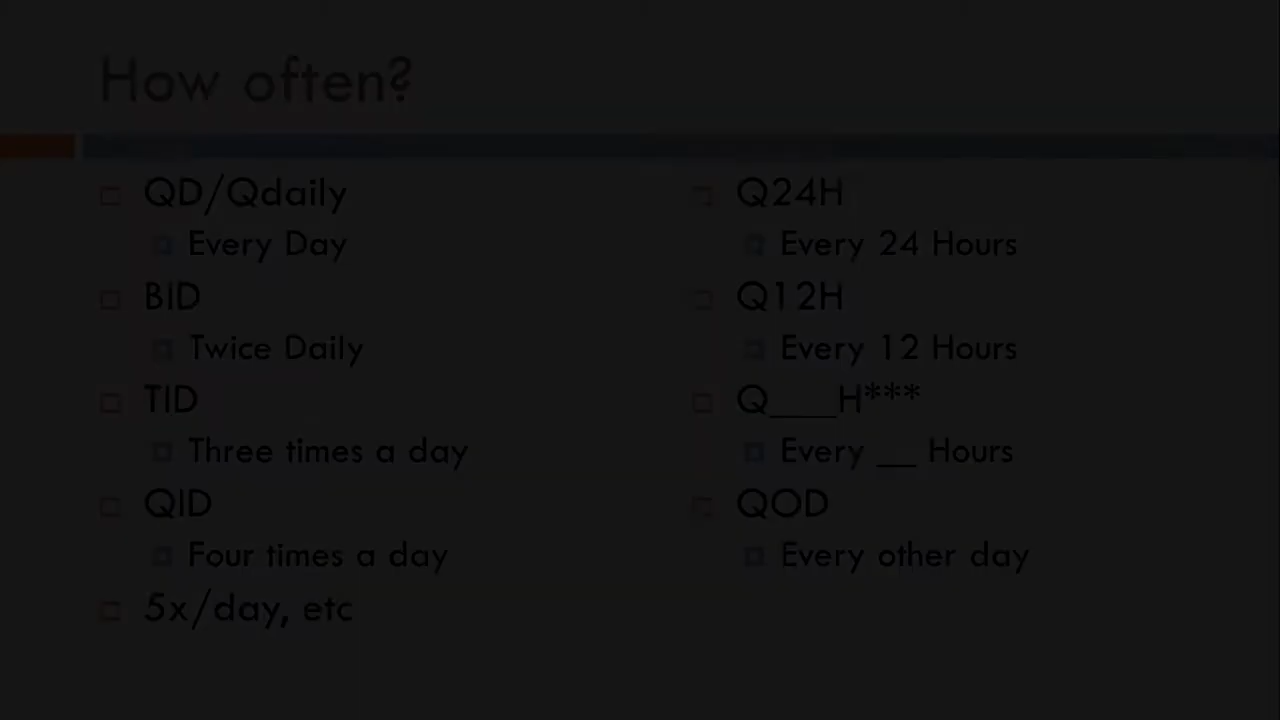 How often?
QD/Qdaily
Every Day
BID
Twice Daily
TID
Three times a day
QID
Four times a day
5x/day, etc
Q24H
Every 24 Hours
Q12H
Every 12 Hours
Q___H***
Every __ Hours
QOD
Every other day